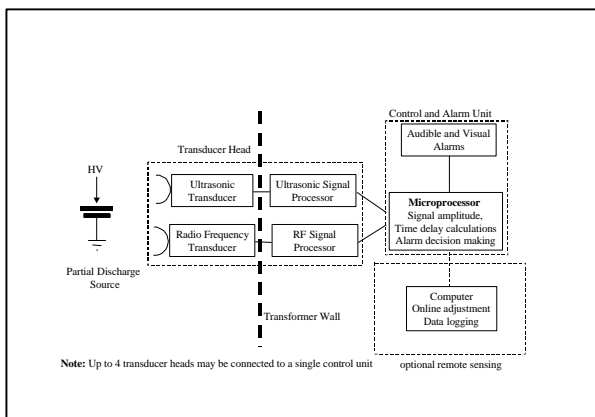 Control and Alarm Unit
Audible and Visual
Alarms
Transducer Head
HV
Ultrasonic
Transducer
Ultrasonic Signal
Processor
Microprocessor
Signal amplitude,
Time delay calculations
Alarm decision making
Radio Frequency
Transducer
RF Signal
Processor
Partial Discharge
Source
Computer
Online adjustment
Data logging
Transformer Wall
Note: Up to 4 transducer heads may be connected to a single control unit
optional remote sensing